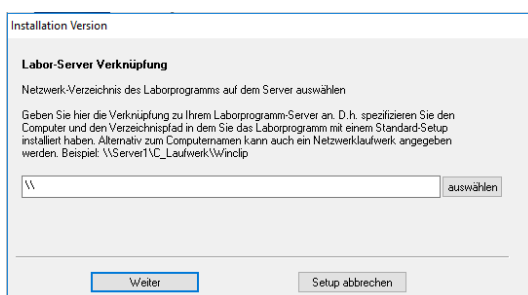 Installation Version
Labor-Server Verknüpfung
Netzwerk-Verzeichnis des Laborprogramms auf dem Server auswählen
Geben Sie hier die Verknüpfung zu Ihrem Laborprogramm-Server an. D.h. spezifizieren Sie den
Computer und den Verzeichnispfad in dem Sie das Laborprogramm mit einem Standard-Setup
installiert haben. Alternativ zum Computernamen kann auch ein Netzwerklaufwerk angegeben
werden. Beispiel: \\Server1\C_Laufwerk\Winclip
\\
auswählen
Weiter
Setup abbrechen